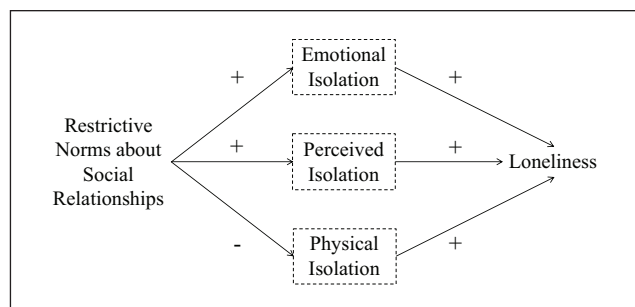 Emotional
Isolation
+
+
Restrictive
Norms about
Social
Relationships
+
Perceived
Isolation
+
Loneliness
-
Physical
Isolation
+